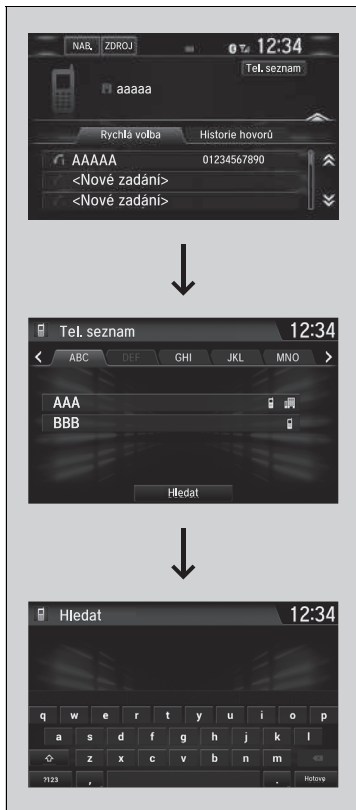 NAB. ZDROJ 12:34
Tel. seznam
aaaaa
Rychlá volba Historie hovorů
AAAAA 01234567890
<Nové zadání>
<Nové zadání>
Tel. seznam 12:34
ABC DEF GHI JKL MNO
AAA
BBB
Hledat
Hledat 12:34
q w e r t y u i o p
a s d f g h j k l
z x c v b n m
?123 , . Hotovo